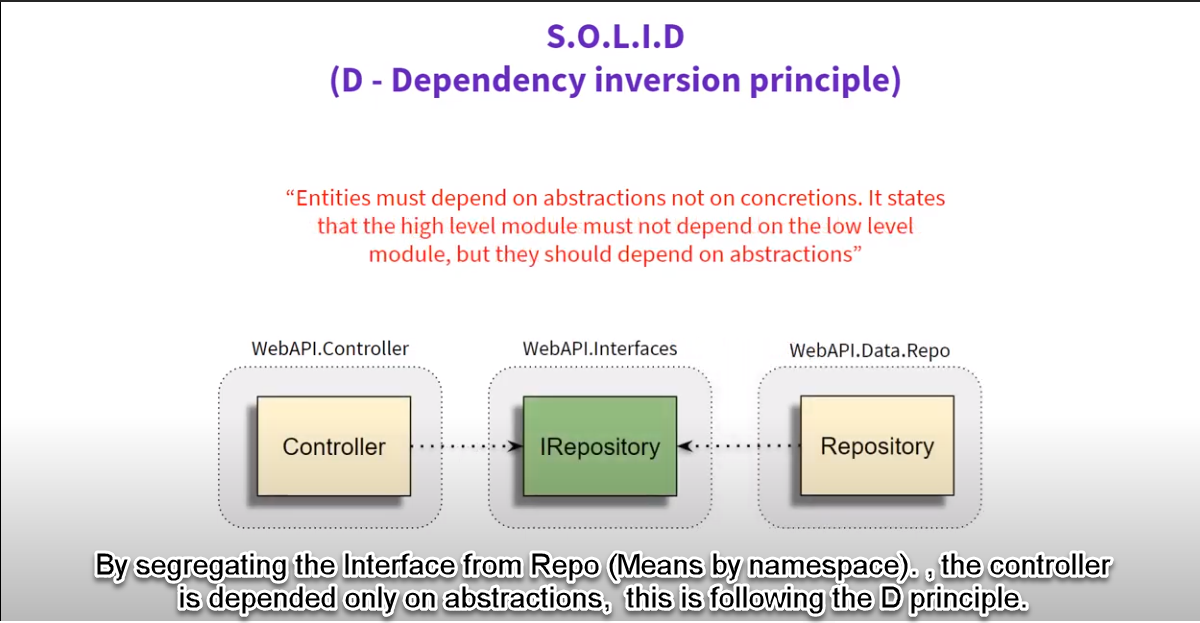 S.O.L.I.D
(D - Dependency inversion principle)
“Entities must depend on abstractions not on concretions. It states
that the high level module must not depend on the low level
module, but they should depend on abstractions”
WebAPI.Controller
WebAPI.Interfaces
WebAPI.Data.Repo
Controller
IRepository
Repository
By segregating the Interface from Repo (Means by namespace). , the controller
is depended only on abstractions,  this is following the D principle.